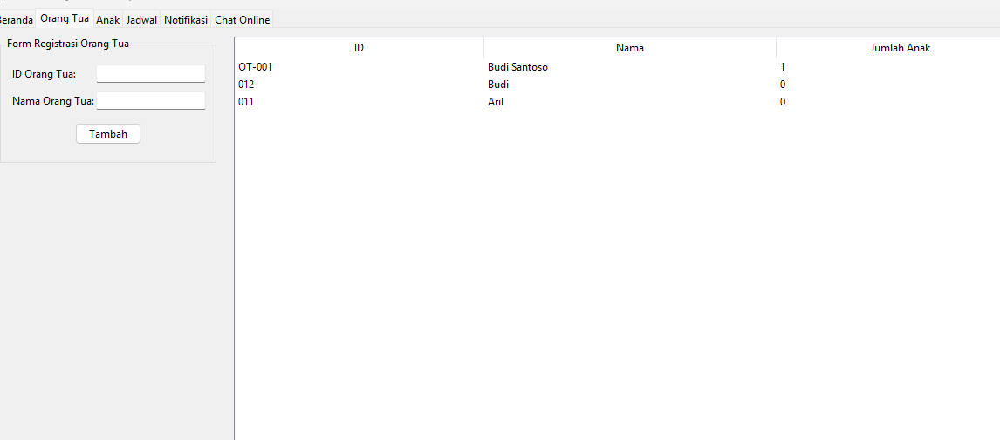 Beranda Orang Tua Anak Jadwal Notifikasi Chat Online
Form Registrasi Orang Tua
ID Orang Tua:
Nama Orang Tua:
Tambah
ID Nama Jumlah Anak
OT-001 Budi Santoso 1
012 Budi 0
011 Aril 0